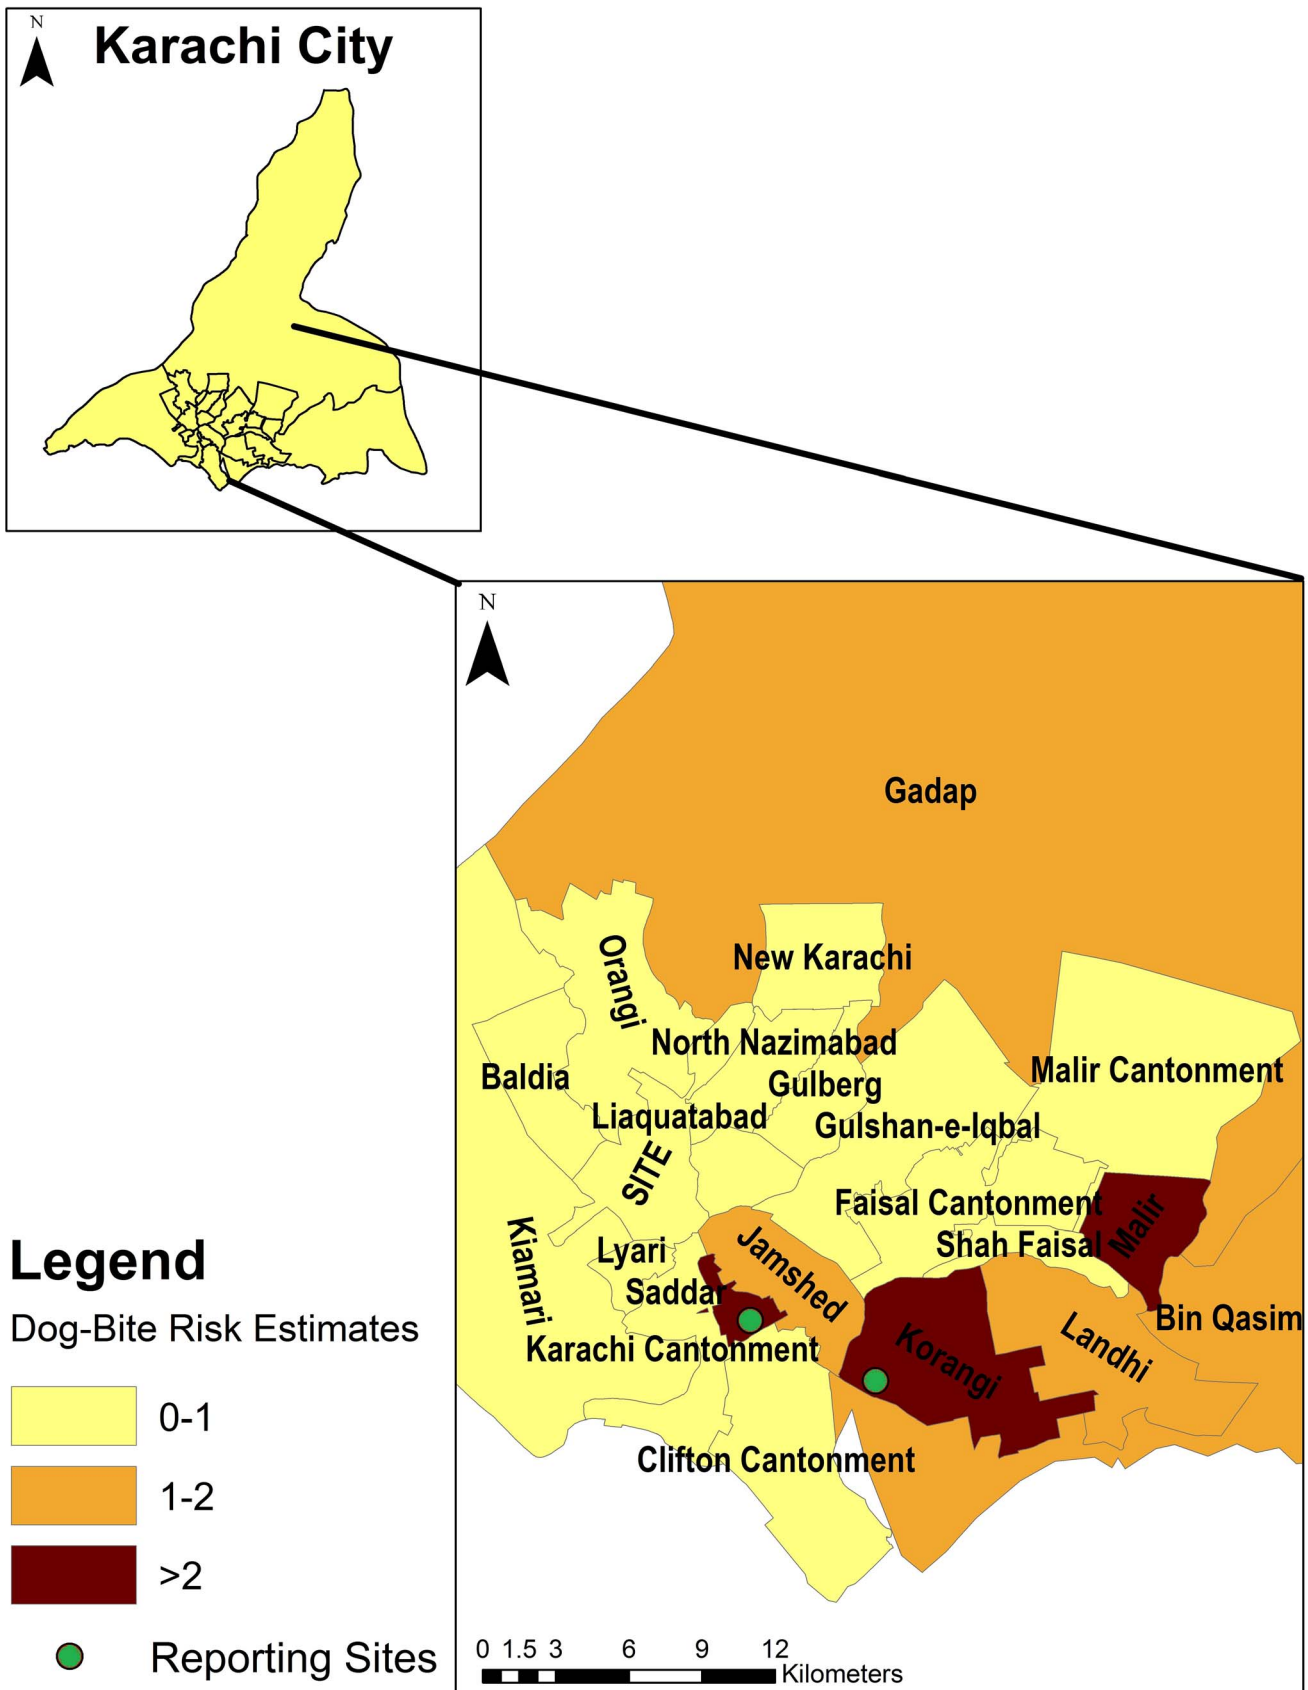 N
Karachi City
N
Gadap
Orangi
New Karachi
North Nazimabad
Baldia
Gulberg
Malir Cantonment
Liaquatabad
Gulshan-e-Iqbal
SITE
Faisal Cantonment
Malir
Kiamari
Lyari
Jamshed
Shah Faisal
Saddar
Bin Qasim
Karachi Cantonment
Korangi
Landhi
Clifton Cantonment
Legend
Dog-Bite Risk Estimates
0-1
1-2
>2
Reporting Sites
0 1.5 3 6 9 12
Kilometers